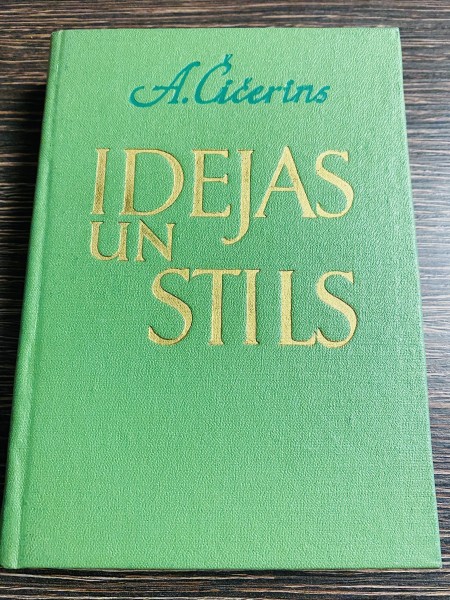 A. Čičerins
IDEJAS
UN
STILS